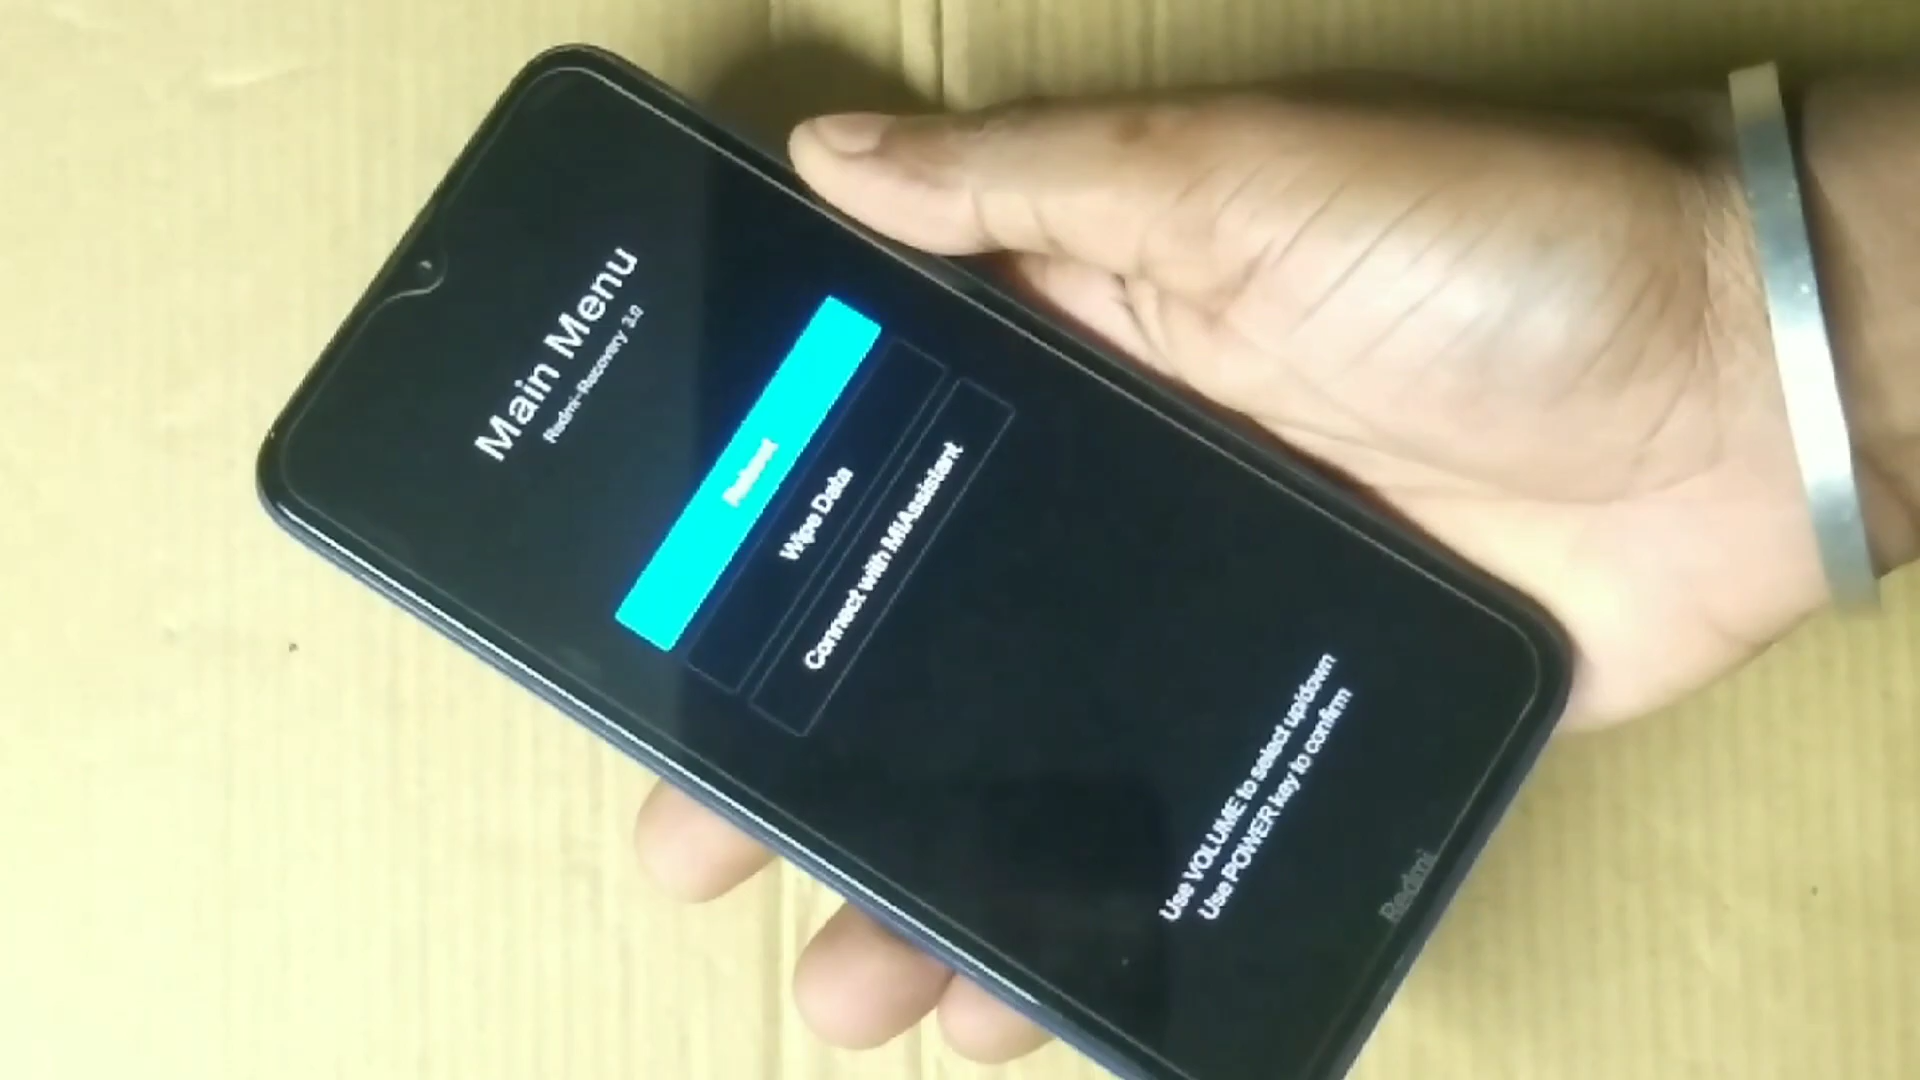 Main Menu
Redmi-Recovery 3.0
Reboot
Wipe Data
Connect with MIAssistant
Use VOLUME to select up/down
Use POWER key to confirm
Redmi